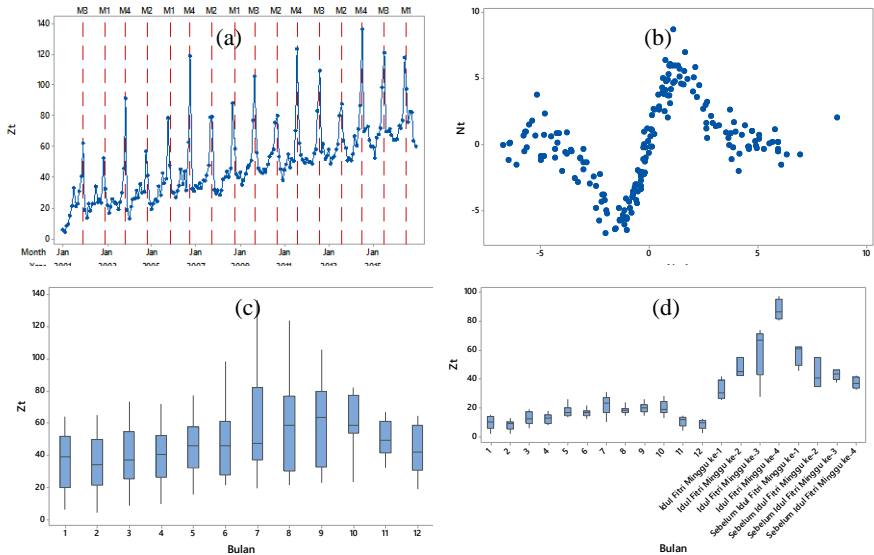 M3 M1 M4 M2 M1 M4 M2 M1 M3 M2 M4 M3 M2 M4 M3 M1
(a)
140
120
100
80
60
40
20
0
Zt
Month Jan Jan Jan Jan Jan Jan Jan Jan
2001 2003 2005 2007 2009 2011 2013 2015
(b)
10
5
0
-5
Nt
-5 0 5 10
(c)
140
120
100
80
60
40
20
0
Zt
1 2 3 4 5 6 7 8 9 10 11 12
Bulan
(d)
100
80
60
40
20
0
Zt
1
2
3
4
5
6
7
8
9
10
11
12
Idul Fitri Minggu ke-1
Idul Fitri Minggu ke-2
Idul Fitri Minggu ke-3
Idul Fitri Minggu ke-4
Sebelum Idul Fitri Minggu ke-1
Sebelum Idul Fitri Minggu ke-2
Sebelum Idul Fitri Minggu ke-3
Sebelum Idul Fitri Minggu ke-4
Bulan